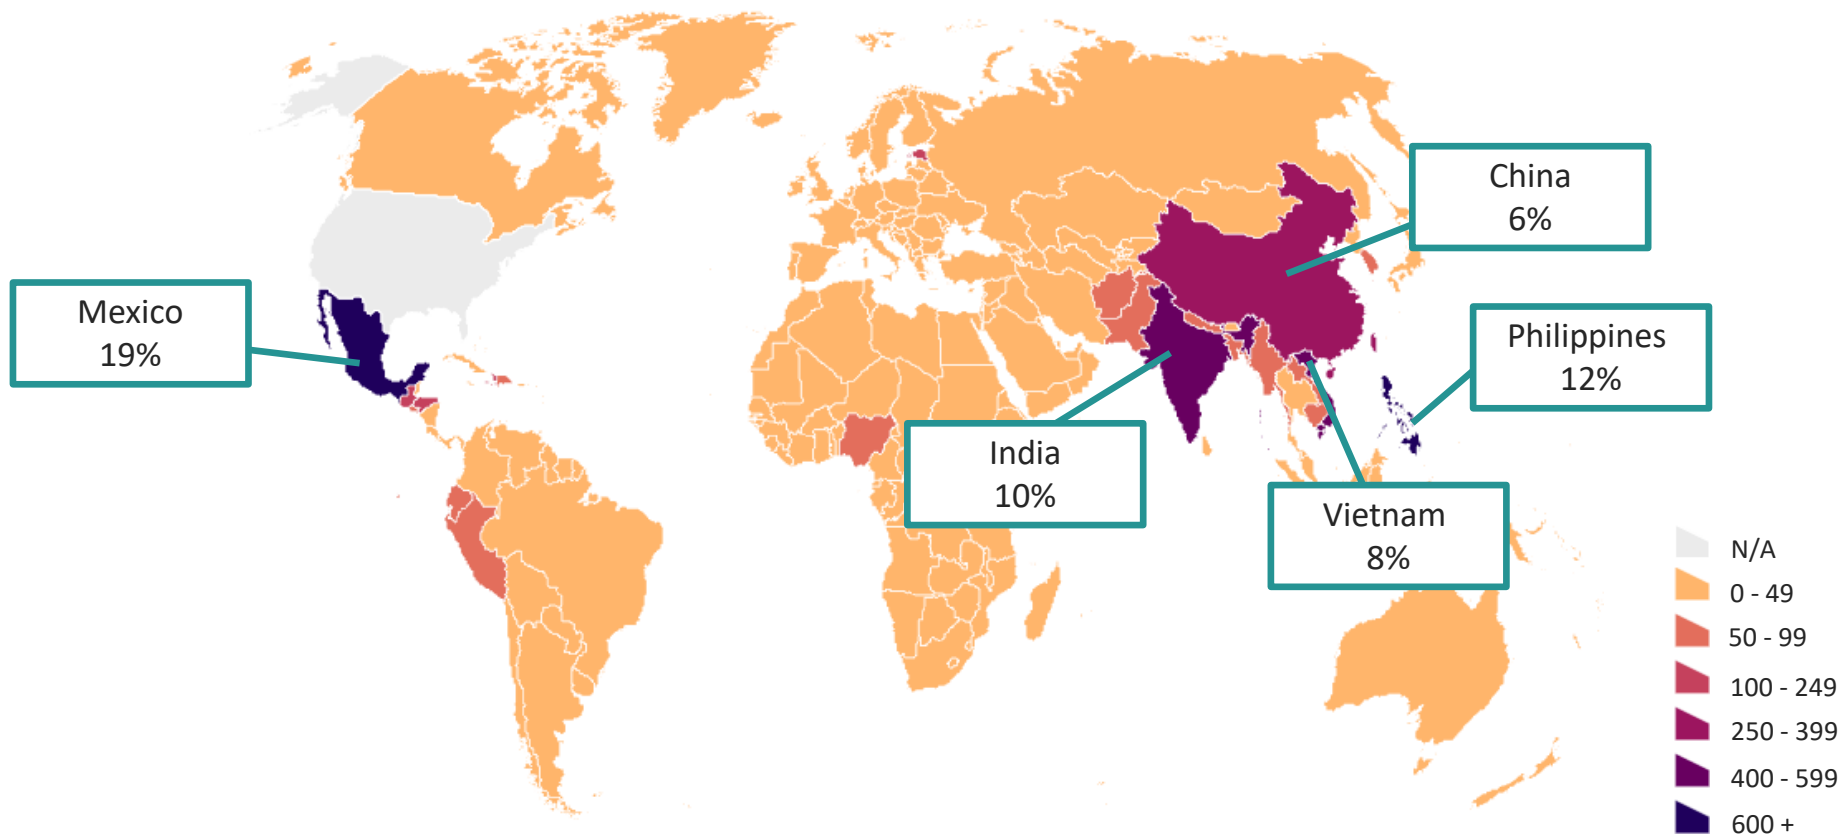 China
6%
Mexico
19%
Philippines
12%
India
10%
Vietnam
8%
N/A
0 - 49
50 - 99
100 - 249
250 - 399
400 - 599
600 +